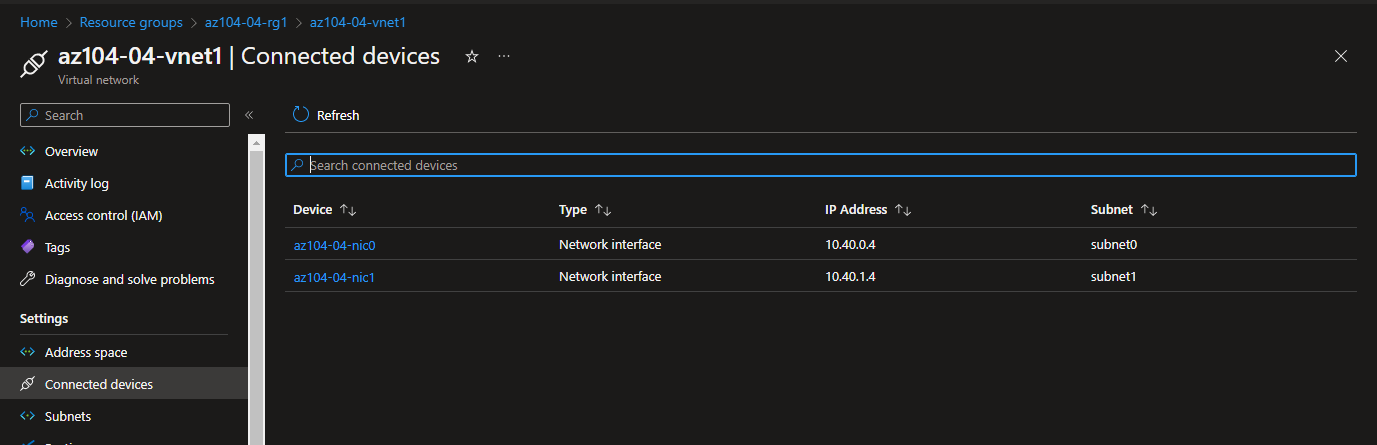 Home > Resource groups > az104-04-rg1 > az104-04-vnet1
az104-04-vnet1 | Connected devices
Virtual network
Search
Refresh
Overview
Activity log
Access control (IAM)
Tags
Diagnose and solve problems
Settings
Address space
Connected devices
Subnets
Search connected devices
Device Type IP Address Subnet
az104-04-nic0 Network interface 10.40.0.4 subnet0
az104-04-nic1 Network interface 10.40.1.4 subnet1